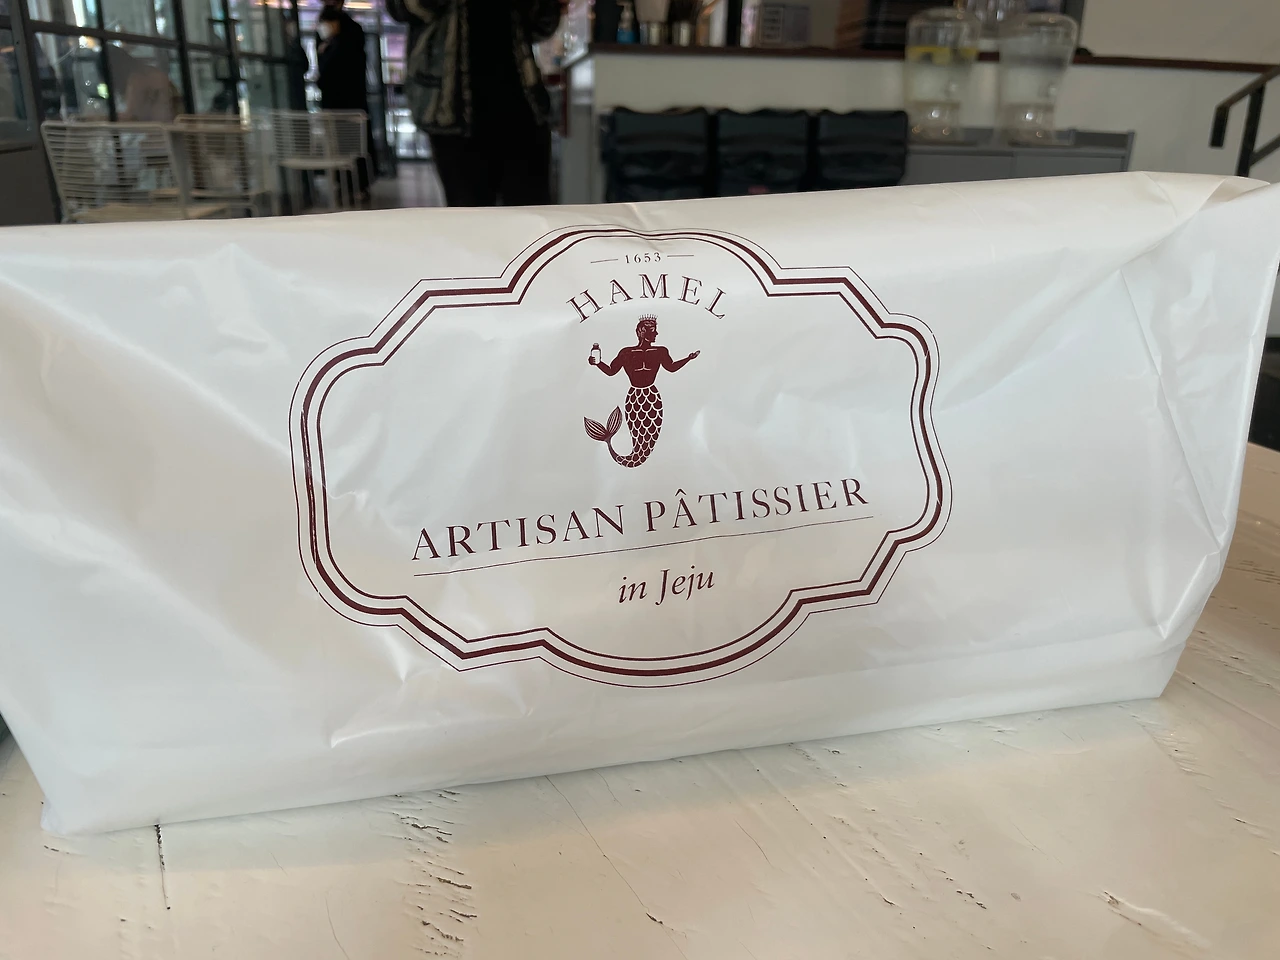 1653
HAMEL
ARTISAN PÂTISSIER
in Jeju